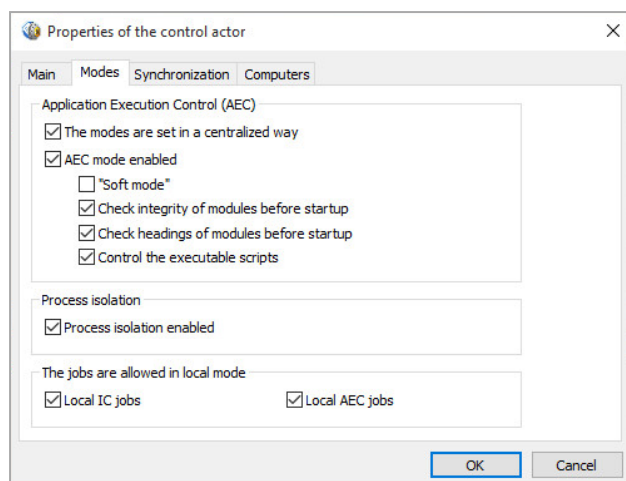 Properties of the control actor
Main Modes Synchronization Computers
Application Execution Control (AEC)
The modes are set in a centralized way
AEC mode enabled
"Soft mode"
Check integrity of modules before startup
Check headings of modules before startup
Control the executable scripts
Process isolation
Process isolation enabled
The jobs are allowed in local mode
Local IC jobs Local AEC jobs
OK Cancel